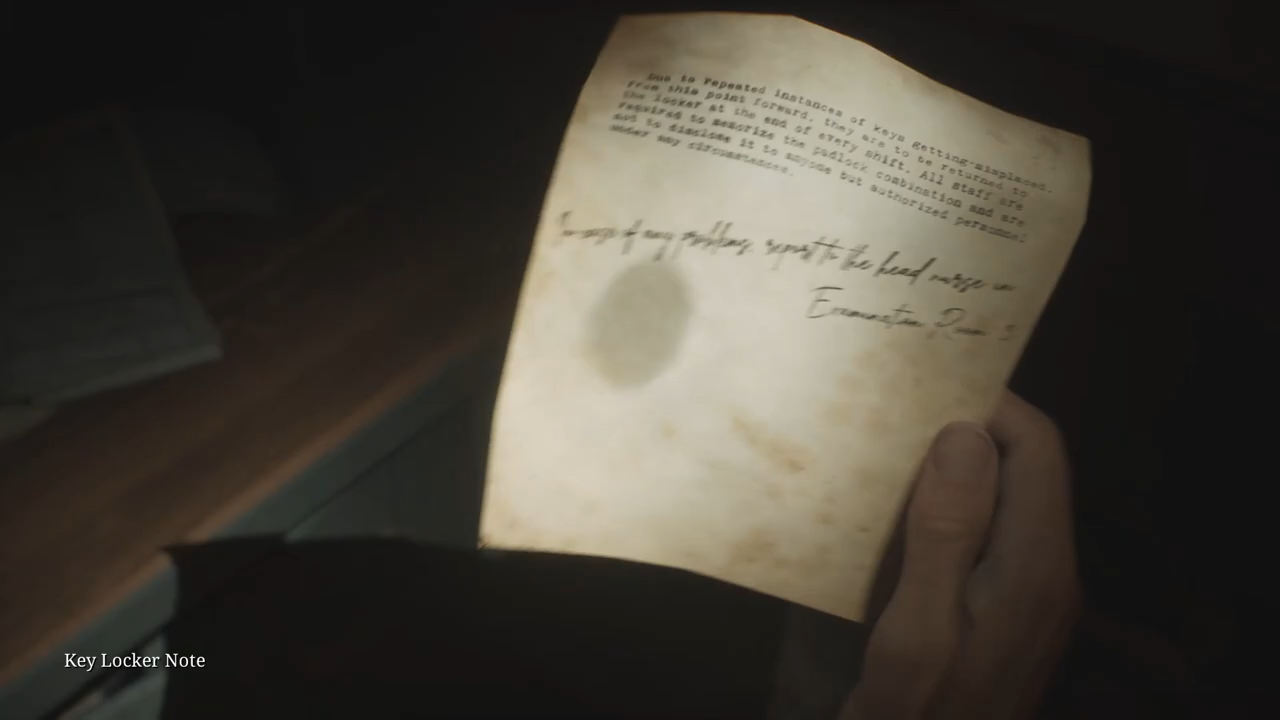 Due to Repeated instances of keys getting misplaced,
From this point forward, they are to be returned to
the locker at the end of every shift. All staff are
required to memorize the padlock combination and are
not to disclose it to anyone but authorized personnel
under any circumstances.
In case of any problems, report to the head nurse in
Examination Room 3
Key Locker Note